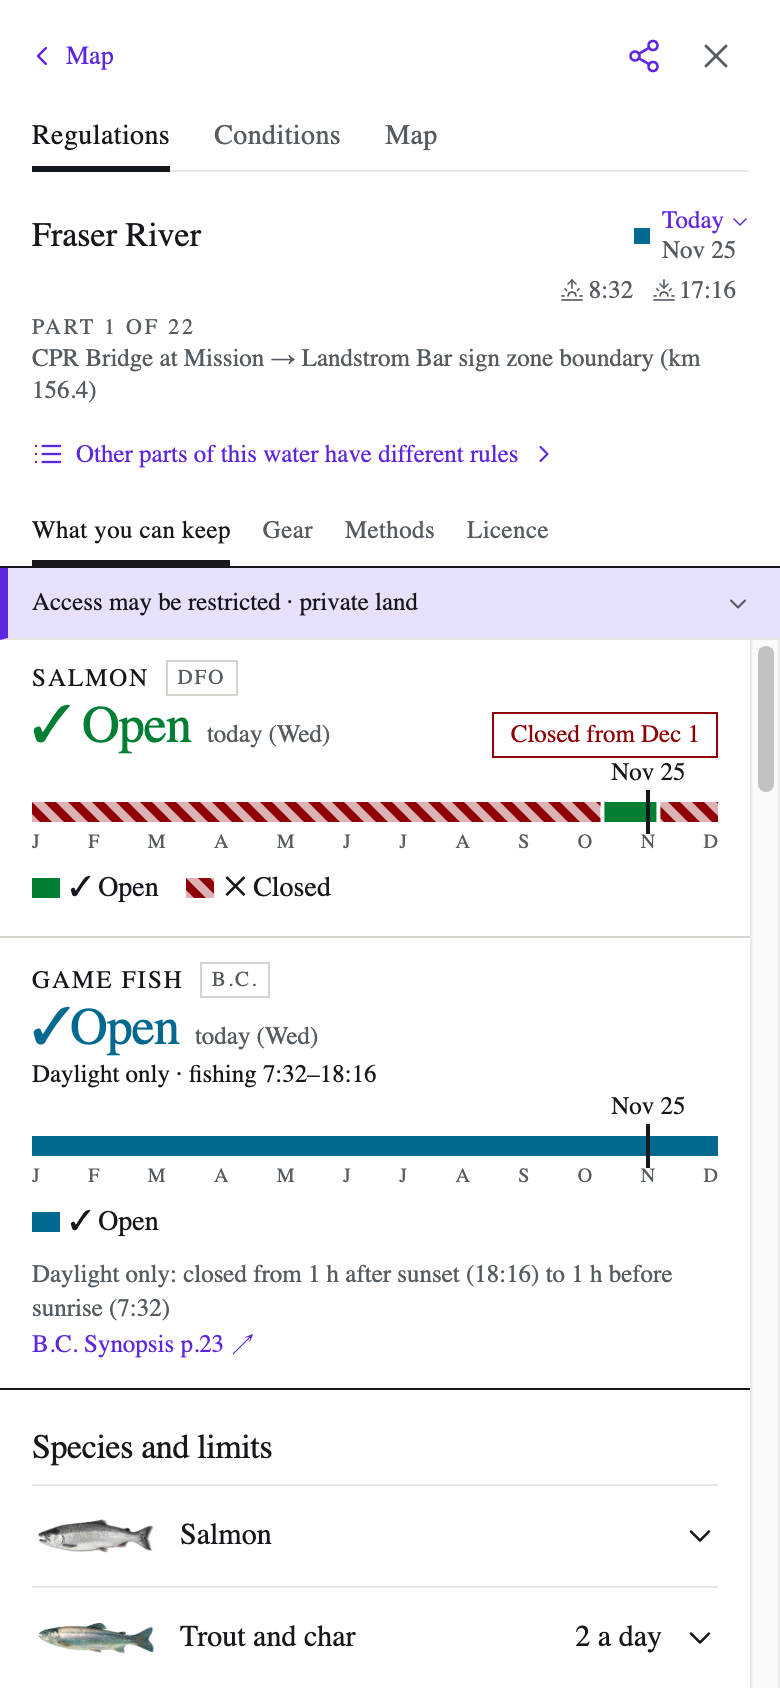 Map
Regulations Conditions Map
Fraser River
Today
Nov 25
8:32 17:16
PART 1 OF 22
CPR Bridge at Mission → Landstrom Bar sign zone boundary (km
156.4)
Other parts of this water have different rules
What you can keep Gear Methods Licence
Access may be restricted · private land
SALMON DFO
✓ Open today (Wed)
Closed from Dec 1
Nov 25
J F M A M J J A S O N D
✓ Open ✕ Closed
GAME FISH B.C.
✓Open today (Wed)
Daylight only · fishing 7:32–18:16
Nov 25
J F M A M J J A S O N D
✓ Open
Daylight only: closed from 1 h after sunset (18:16) to 1 h before
sunrise (7:32)
B.C. Synopsis p.23
Species and limits
Salmon
Trout and char 2 a day